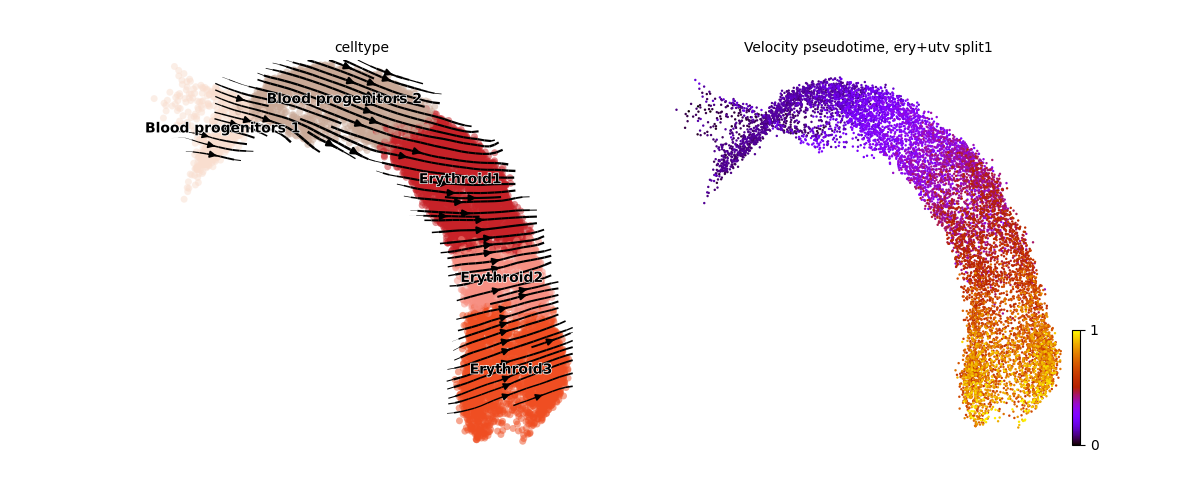 celltype
Blood progenitors 2
Blood progenitors 1
Erythroid1
Erythroid2
Erythroid3
Velocity pseudotime, ery+utv split1
1
0